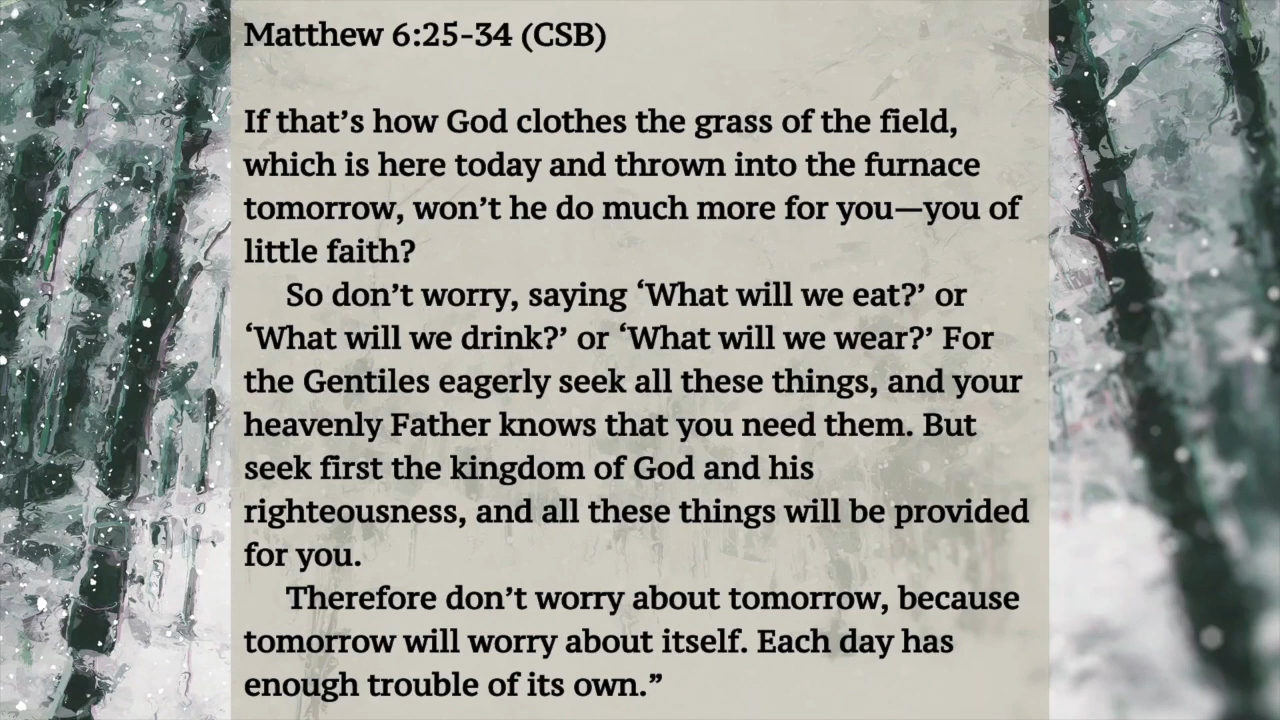 Matthew 6:25-34 (CSB)
If that’s how God clothes the grass of the field,
which is here today and thrown into the furnace
tomorrow, won’t he do much more for you—you of
little faith?
So don’t worry, saying ‘What will we eat?’ or
‘What will we drink?’ or ‘What will we wear?’ For
the Gentiles eagerly seek all these things, and your
heavenly Father knows that you need them. But
seek first the kingdom of God and his
righteousness, and all these things will be provided
for you.
Therefore don’t worry about tomorrow, because
tomorrow will worry about itself. Each day has
enough trouble of its own.”